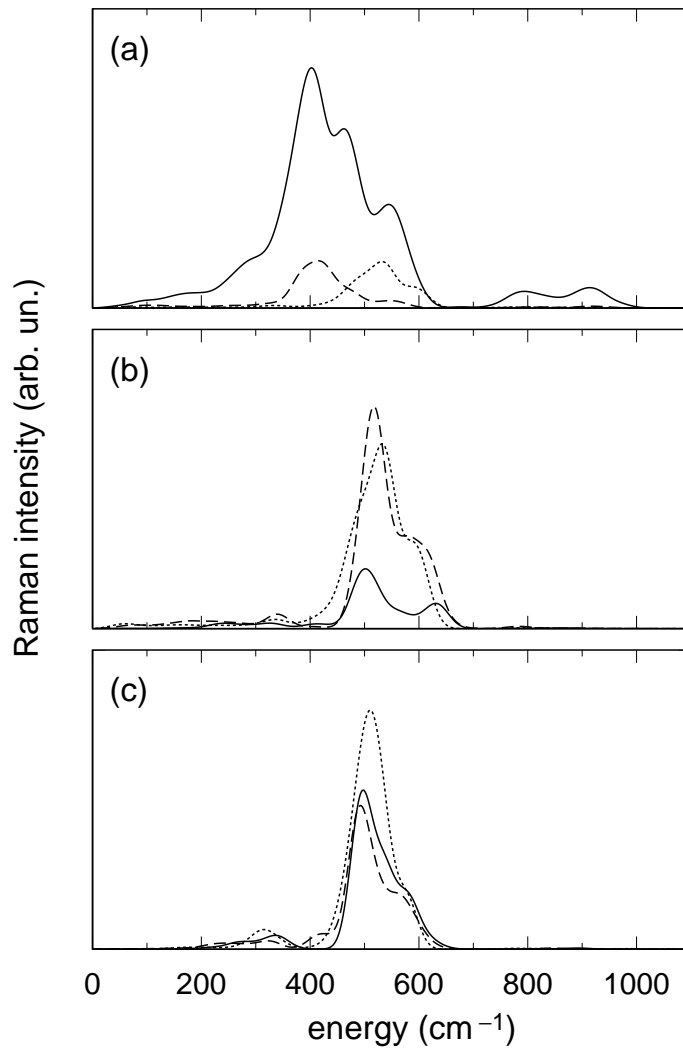 (a)
(b)
(c)
Raman intensity (arb. un.)
0 200 400 600 800 1000
energy (cm⁻¹)